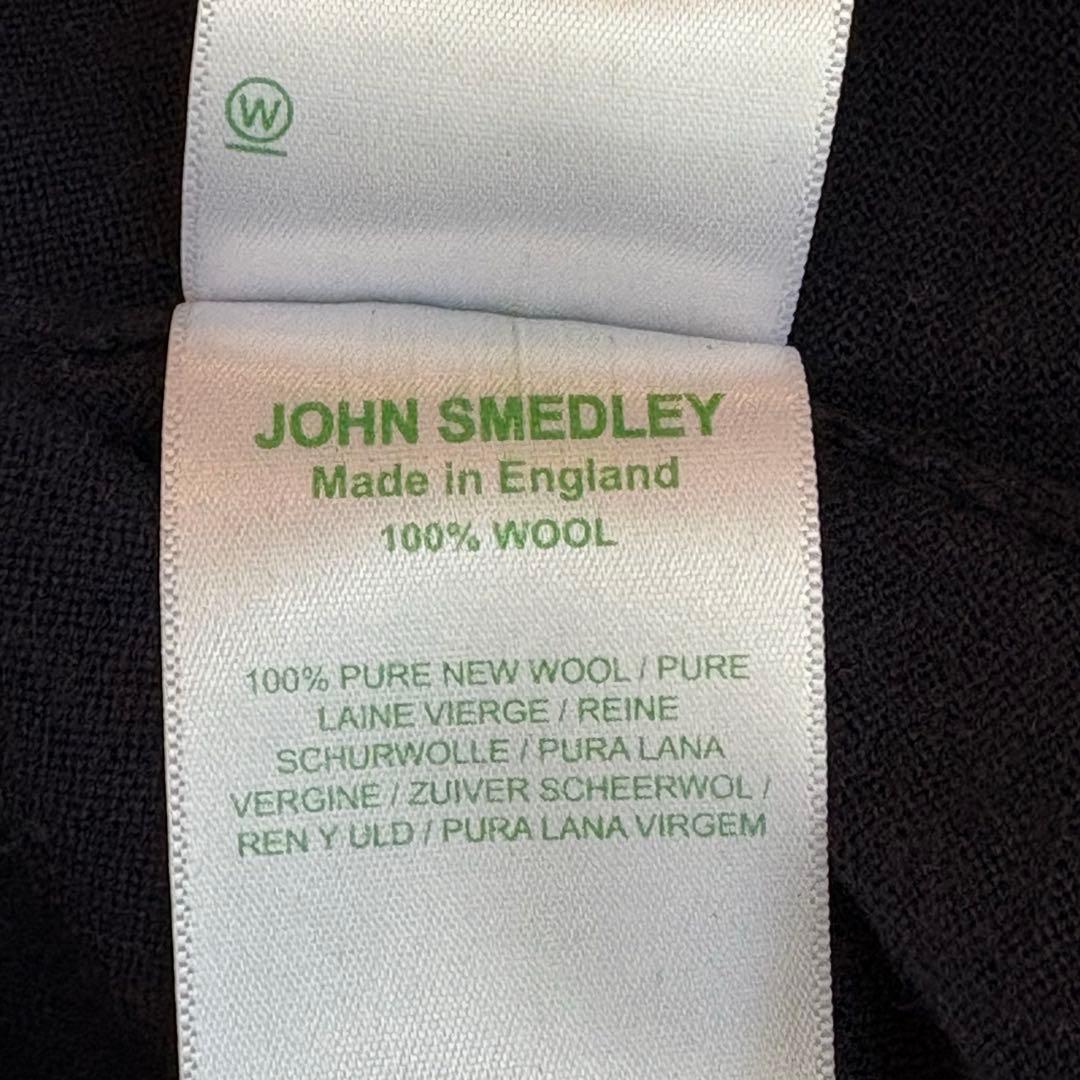 W
JOHN SMEDLEY
Made in England
100% WOOL
100% PURE NEW WOOL / PURE
LAINE VIERGE / REINE
SCHURWOLLE / PURA LANA
VERGINE / ZUIVER SCHEERWOL /
REN Y ULD / PURA LANA VIRGEM